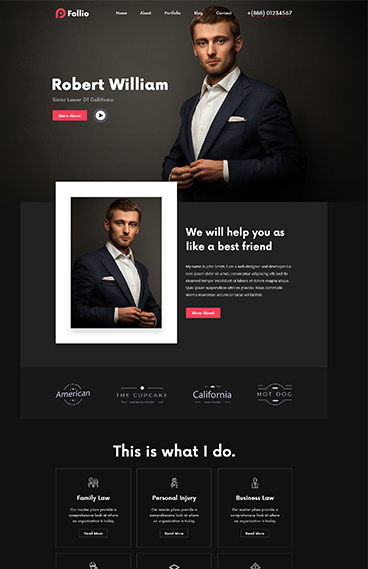 Follio
Home About Portfolio Blog Contact +(888) 01234567
Robert William
Sister Lawer Of Callifonia
More About
We will help you as
like a best friend
My name is John Smith. I am a web designer and developer
rem ipsum dolor sit amet, consectetur adipiscing elit, sed do
eiusmod tempor incididunt ut labore et dolore magna aliqua.
Quis ipsum suspendisse ultrices gravida. Risus commodo
viverra maecenas accumsan lacus vel facilisis.
More About
American
THE CUPCAKE
California
HOT DOG
This is what I do.
Family Law
Our master plans provide a
comprehensive look at where
an organization is today.
Read More
Personal Injury
Our master plans provide a
comprehensive look at where
an organization is today.
Read More
Business Law
Our master plans provide a
comprehensive look at where
an organization is today.
Read More